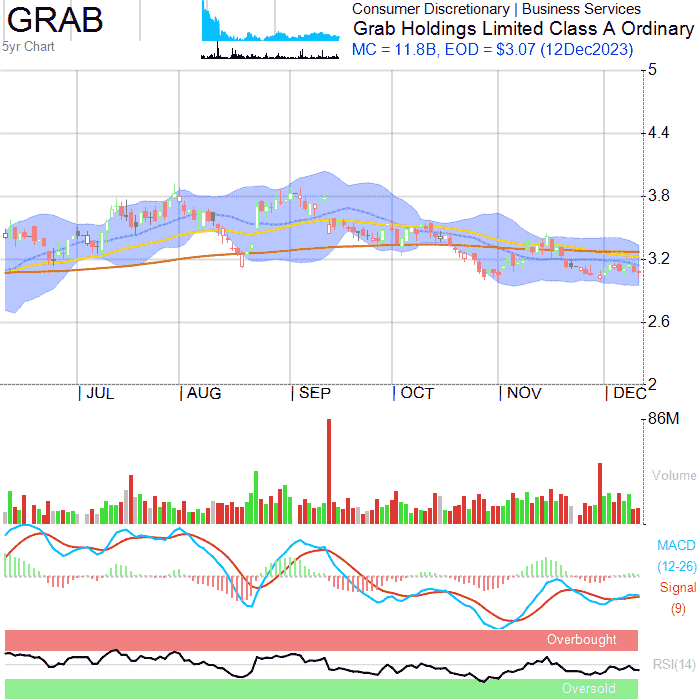 GRAB
Consumer Discretionary | Business Services
Grab Holdings Limited Class A Ordinary
5yr Chart
MC = 11.8B, EOD = $3.07 (12Dec2023)
5
4.4
3.8
3.2
2.6
2
JUL AUG SEP OCT NOV DEC
86M
Volume
MACD
(12-26)
Signal
(9)
Overbought
RSI(14)
Oversold